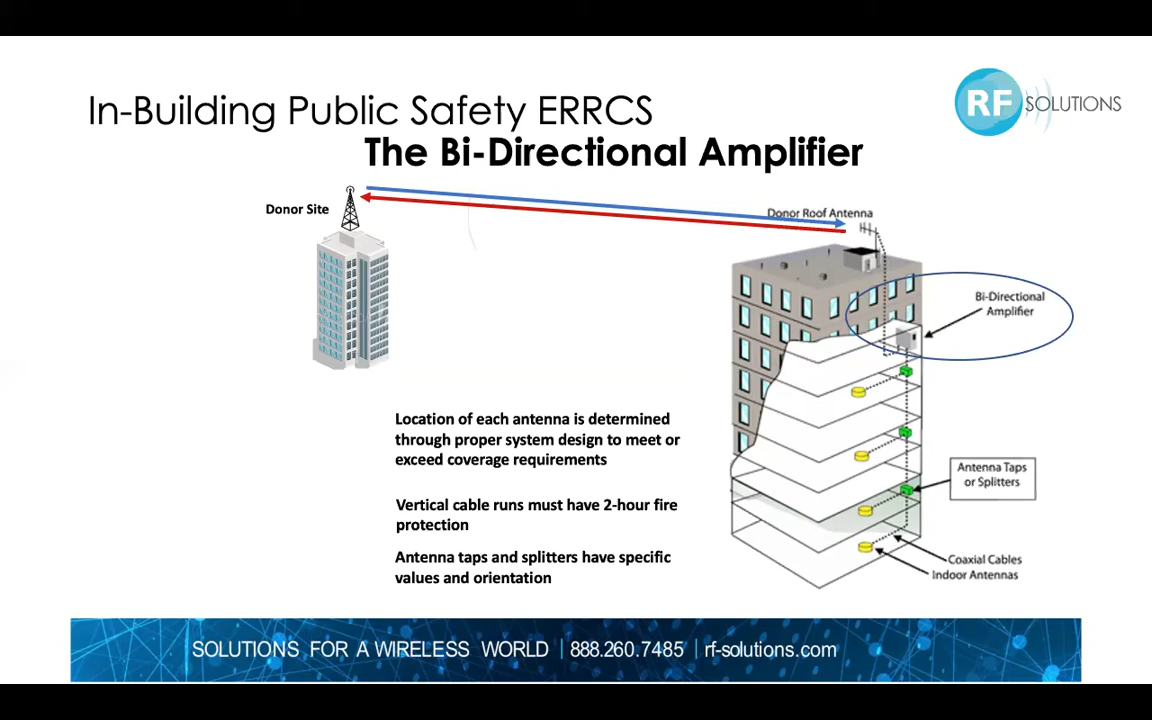 In-Building Public Safety ERRCS
The Bi-Directional Amplifier
RF SOLUTIONS
Donor Site
Donor Roof Antenna
Bi-Directional
Amplifier
Location of each antenna is determined
through proper system design to meet or
exceed coverage requirements
Antenna Taps
or Splitters
Vertical cable runs must have 2-hour fire
protection
Antenna taps and splitters have specific
values and orientation
Coaxial Cables
Indoor Antennas
SOLUTIONS FOR A WIRELESS WORLD | 888.260.7485 | rf-solutions.com